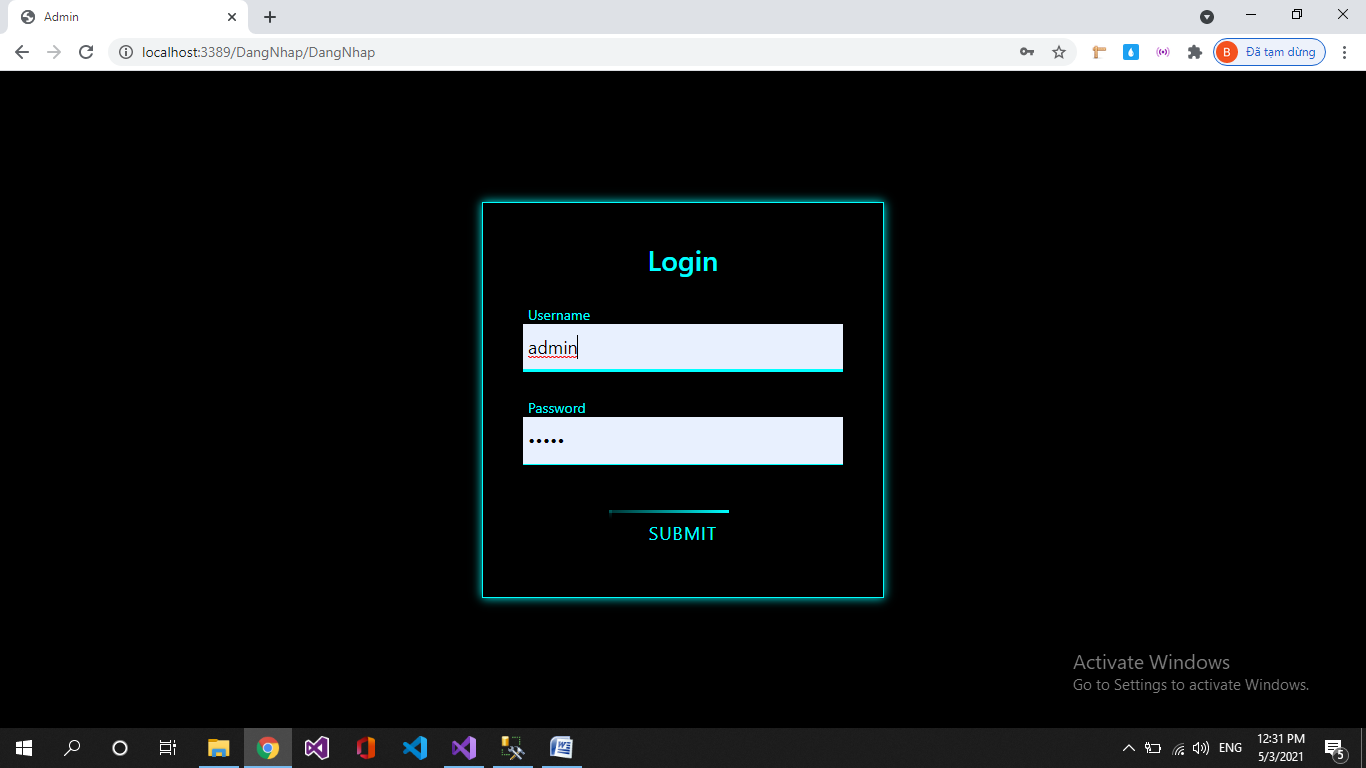 Admin
localhost:3389/DangNhap/DangNhap
B Đã tạm dừng
Login
Username
admin
Password
•••••
SUBMIT
Activate Windows
Go to Settings to activate Windows.
ENG
12:31 PM
5/3/2021
5